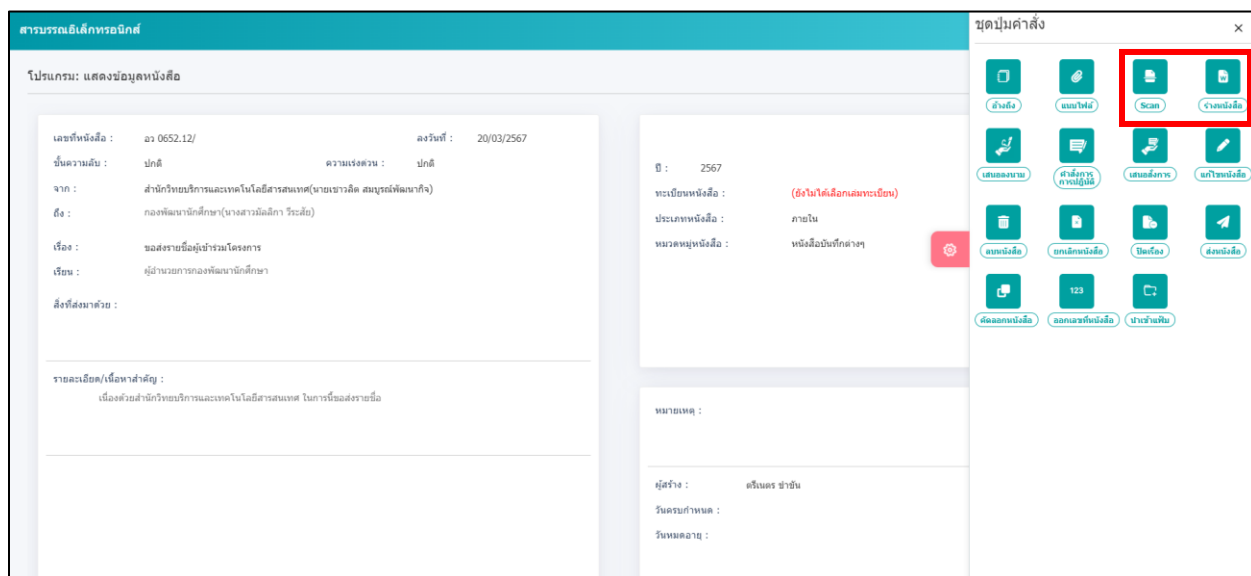 สารบรรณอิเล็กทรอนิกส์
โปรแกรม: แสดงข้อมูลหนังสือ
เลขที่หนังสือ : อว 0652.12/ ลงวันที่ : 20/03/2567
ชั้นความลับ : ปกติ ความเร่งด่วน : ปกติ
จาก : สำนักวิทยบริการและเทคโนโลยีสารสนเทศ(นายเชาวลิต สมบูรณ์พัฒนากิจ)
ถึง : กองพัฒนานักศึกษา(นางสาวมัลลิกา วีระสัย)
เรื่อง : ขอส่งรายชื่อผู้เข้าร่วมโครงการ
เรียน : ผู้อำนวยการกองพัฒนานักศึกษา
สิ่งที่ส่งมาด้วย :
รายละเอียด/เนื้อหาสำคัญ :
เนื่องด้วยสำนักวิทยบริการและเทคโนโลยีสารสนเทศ ในการนี้ขอส่งรายชื่อ
ปี : 2567
ทะเบียนหนังสือ : (ยังไม่ได้เลือกเล่มทะเบียน)
ประเภทหนังสือ : ภายใน
หมวดหมู่หนังสือ : หนังสือบันทึกต่างๆ
หมายเหตุ :
ผู้สร้าง : ตรีเนตร ชำชัน
วันครบกำหนด :
วันหมดอายุ :
ชุดปุ่มคำสั่ง ×
อ้างถึง แนบไฟล์ Scan ร่างหนังสือ
เสนอลงนาม คำสั่งการ การปฏิบัติ เสนอสั่งการ แก้ไขหนังสือ
ลบหนังสือ ยกเลิกหนังสือ ปิดเรื่อง ส่งหนังสือ
123
คัดลอกหนังสือ ออกเลขที่หนังสือ นำเข้าแฟ้ม